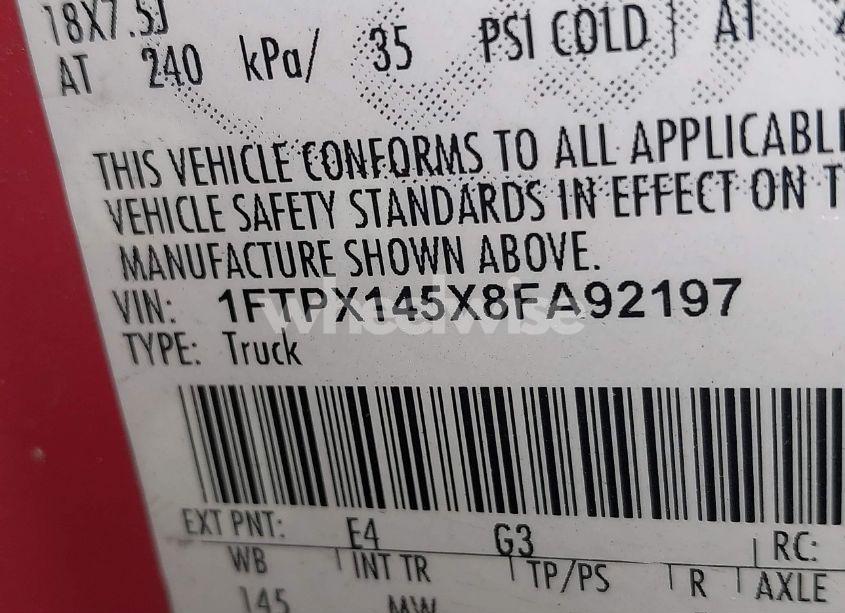 18X7.5J
AT 240 kPa/ 35 PSI COLD AT
THIS VEHICLE CONFORMS TO ALL APPLICABLE
VEHICLE SAFETY STANDARDS IN EFFECT ON T
MANUFACTURE SHOWN ABOVE.
VIN: 1FTPX145X8FA92197
wheelwise
TYPE: Truck
EXT PNT: E4 G3 RC:
WB INT TR TP/PS R AXLE
145 MW